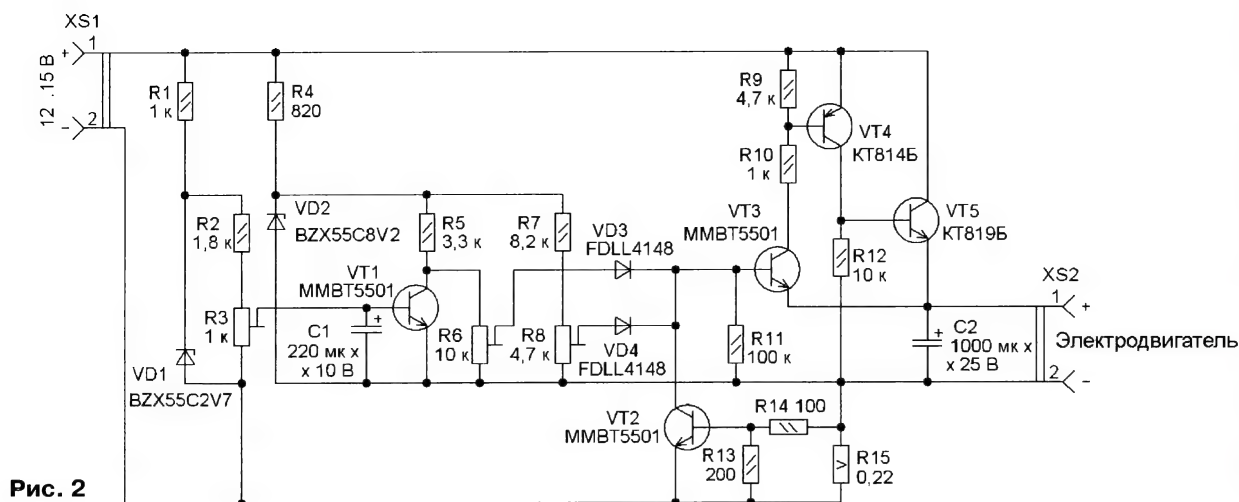 XS1
+ 1
12 .15 В
– 2
R1
1 к
R4
820
R9
4,7 к
VT4
КТ814Б
R10
1 к
VD2
BZX55C8V2
R2
1,8 к
R5
3,3 к
R7
8,2 к
VD3
FDLL4148
VT3
MMBT5501
VT5
КТ819Б
VT1
MMBT5501
R12
10 к
XS2
1 +
R3
1 к
C1
220 мк х
х 10 В
+
R6
10 к
R8
4,7 к
VD4
FDLL4148
R11
100 к
+
C2
1000 мк х
х 25 В
Электродвигатель
VD1
BZX55C2V7
2 –
VT2
MMBT5501
R14 100
R13
200
R15
0,22
Рис. 2